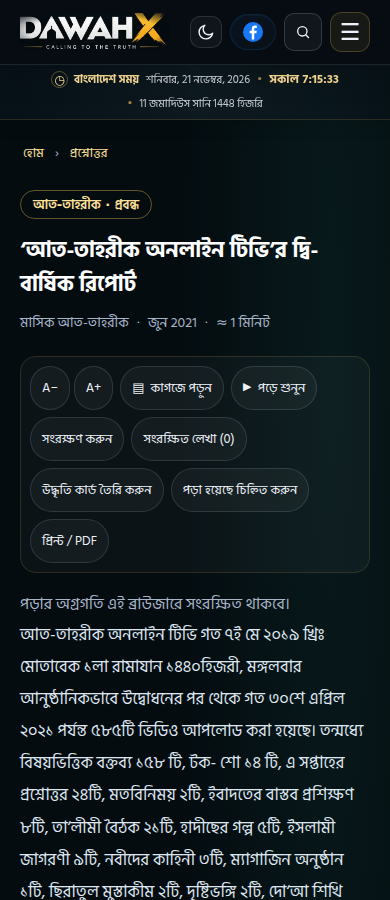 DAWAHX
CALLING TO THE TRUTH
বাংলাদেশ সময় শনিবার, 21 নভেম্বর, 2026 • সকাল 7:15:33
• 11 জমাদিউস সানি 1448 হিজরি
হোম › প্রশ্নোত্তর
আত-তাহরীক · প্রবন্ধ
‘আত-তাহরীক অনলাইন টিভি’র দ্বি-
বার্ষিক রিপোর্ট
মাসিক আত-তাহরীক · জুন 2021 · ≈ 1 মিনিট
A− A+ কাগজে পড়ুন পড়ে শুনুন
সংরক্ষণ করুন সংরক্ষিত লেখা (0)
উদ্ধৃতি কার্ড তৈরি করুন পড়া হয়েছে চিহ্নিত করুন
প্রিন্ট / PDF
পড়ার অগ্রগতি এই ব্রাউজারে সংরক্ষিত থাকবে।
আত-তাহরীক অনলাইন টিভি গত ৭ই মে ২০১৯ খ্রিঃ
মোতাবেক ১লা রামাযান ১৪৪০হিজরী, মঙ্গলবার
আনুষ্ঠানিকভাবে উদ্বোধনের পর থেকে গত ৩০শে এপ্রিল
২০২১ পর্যন্ত ৫৮৫টি ভিডিও আপলোড করা হয়েছে। তন্মধ্যে
বিষয়ভিত্তিক বক্তব্য ১৫৮ টি, টক- শো ১৪ টি, এ সপ্তাহের
প্রশ্নোত্তর ২৪টি, মতবিনিময় ২টি, ইবাদতের বাস্তব প্রশিক্ষণ
৮টি, তা’লীমী বৈঠক ২১টি, হাদীছের গল্প ৫টি, ইসলামী
জাগরণী ৯টি, নবীদের কাহিনী ৩টি, ম্যাগাজিন অনুষ্ঠান
১টি, ছিরাতুল মুস্তাকীম ২টি, দৃষ্টিভঙ্গি ২টি, দো‘আ শিখি